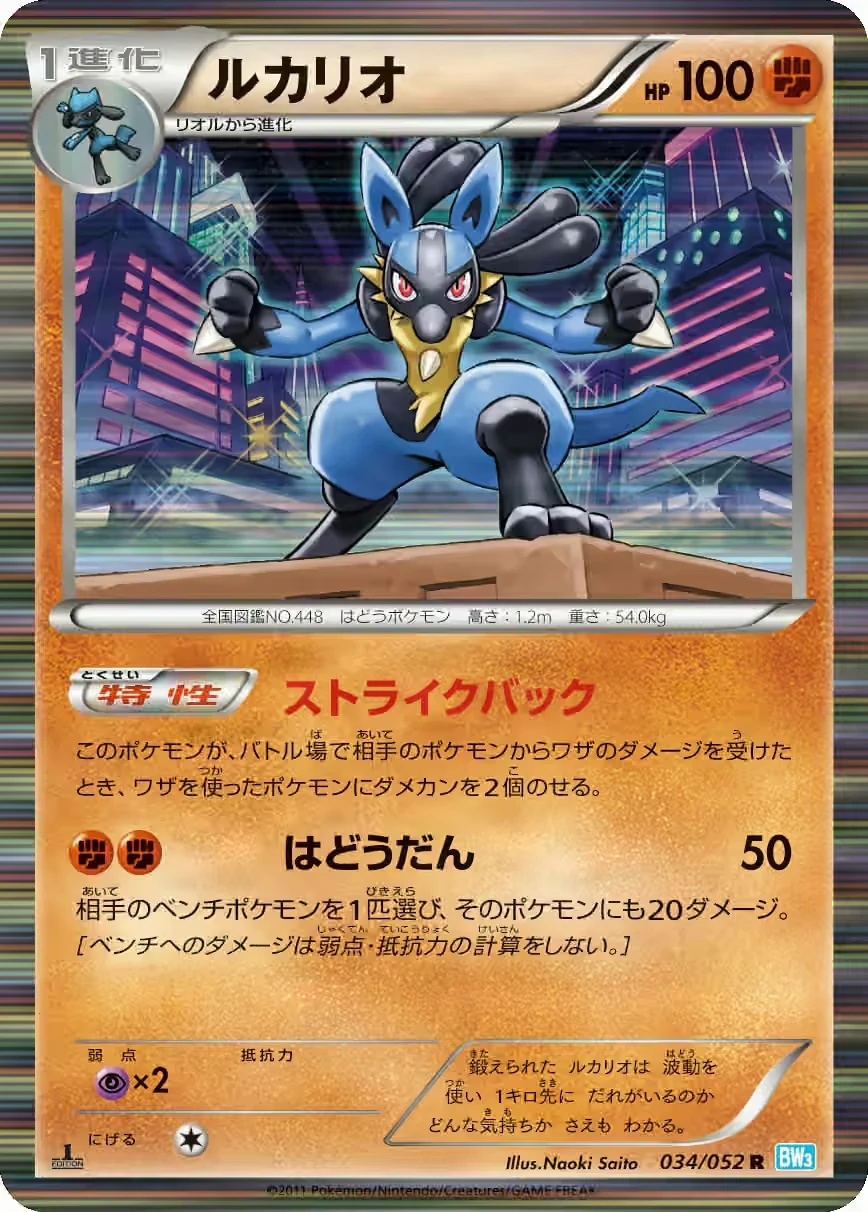 1進化
ルカリオ
HP 100
リオルから進化
全国図鑑NO.448 はどうポケモン 高さ:1.2m 重さ:54.0kg
とくせい
特性 ストライクバック
このポケモンが、バトル場で相手のポケモンからワザのダメージを受けた
とき、ワザを使ったポケモンにダメカンを2個のせる。
はどうだん 50
相手のベンチポケモンを1匹選び、そのポケモンにも20ダメージ。
[ベンチへのダメージは弱点・抵抗力の計算をしない。]
弱点 抵抗力
×2
にげる
鍛えられた ルカリオは 波動を
使い 1キロ先に だれがいるのか
どんな気持ちか さえも わかる。
1 EDITION
Illus.Naoki Saito 034/052 R BW3
©2011 Pokémon/Nintendo/Creatures/GAME FREAK